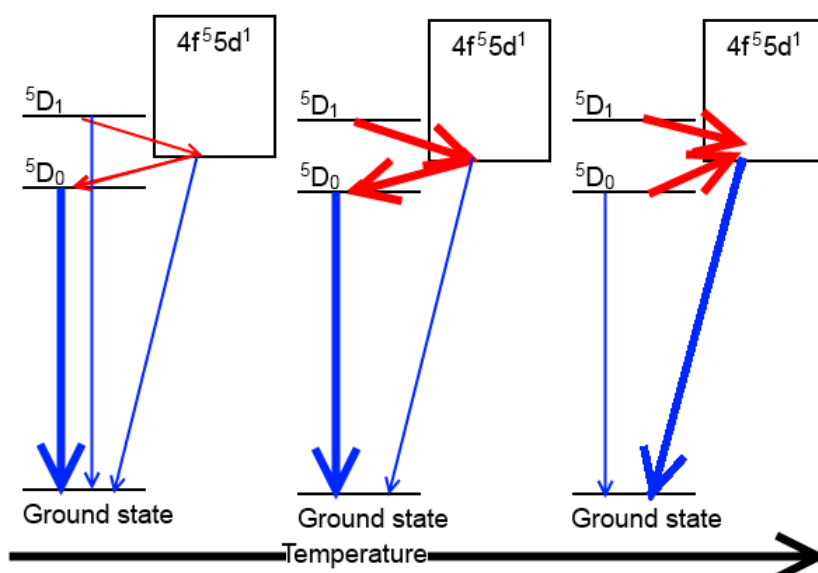 4f⁵5d¹
⁵D₁
⁵D₀
Ground state
4f⁵5d¹
⁵D₁
⁵D₀
Ground state
4f⁵5d¹
⁵D₁
⁵D₀
Ground state
Temperature